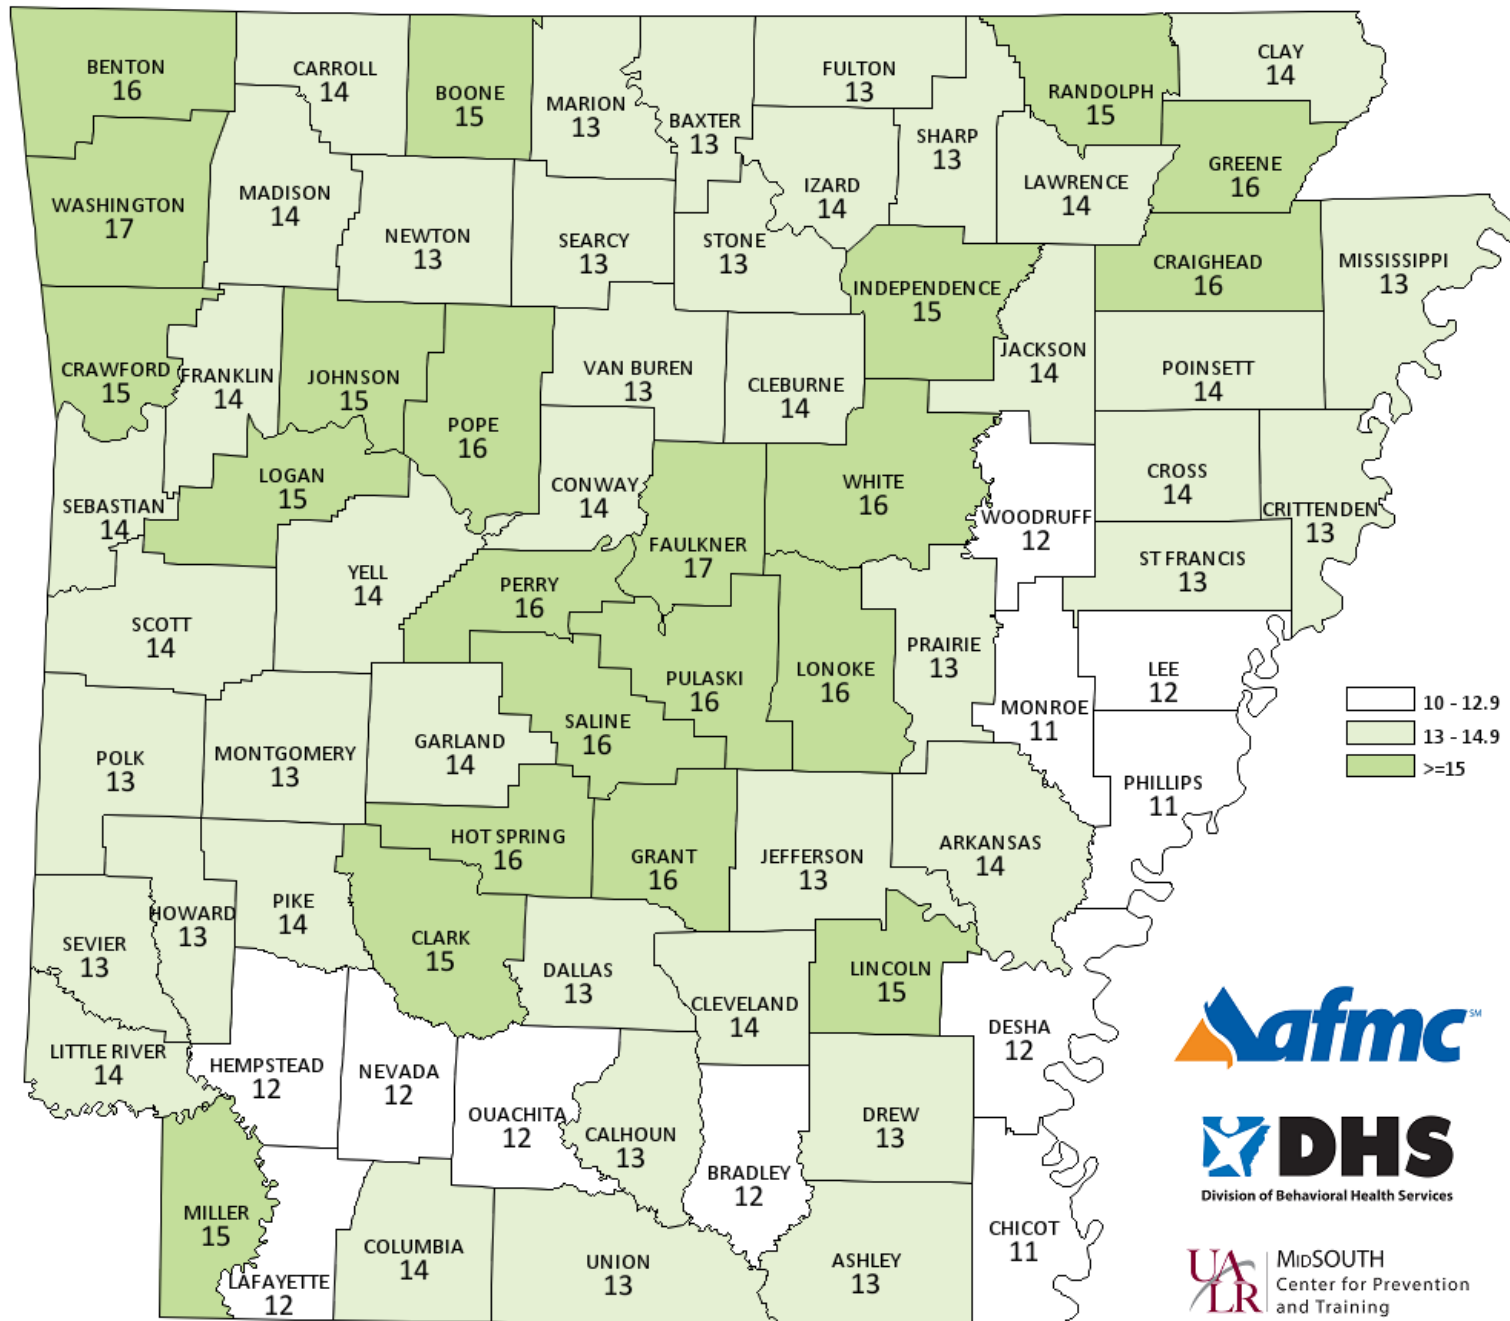 BENTON
16
CARROLL
14
BOONE
15
MARION
13
BAXTER
13
FULTON
13
SHARP
13
RANDOLPH
15
CLAY
14
GREENE
16
LAWRENCE
14
IZARD
14
WASHINGTON
17
MADISON
14
NEWTON
13
SEARCY
13
STONE
13
INDEPENDENCE
15
CRAIGHEAD
16
MISSISSIPPI
13
CRAWFORD
15
FRANKLIN
14
JOHNSON
15
POPE
16
VAN BUREN
13
CLEBURNE
14
JACKSON
14
POINSETT
14
SEBASTIAN
14
LOGAN
15
CONWAY
14
FAULKNER
17
WHITE
16
WOODRUFF
12
CROSS
14
CRITTENDEN
13
ST FRANCIS
13
SCOTT
14
YELL
14
PERRY
16
SALINE
16
PULASKI
16
LONOKE
16
PRAIRIE
13
MONROE
11
LEE
12
PHILLIPS
11
10 - 12.9
13 - 14.9
>=15
POLK
13
MONTGOMERY
13
GARLAND
14
HOT SPRING
16
GRANT
16
JEFFERSON
13
ARKANSAS
14
SEVIER
13
HOWARD
13
PIKE
14
CLARK
15
DALLAS
13
CLEVELAND
14
LINCOLN
15
DESHA
12
LITTLE RIVER
14
HEMPSTEAD
12
NEVADA
12
OUACHITA
12
CALHOUN
13
BRADLEY
12
DREW
13
CHICOT
11
MILLER
15
LAFAYETTE
12
COLUMBIA
14
UNION
13
ASHLEY
13
afmc SM
DHS
Division of Behavioral Health Services
UALR
MIDSOUTH
Center for Prevention
and Training